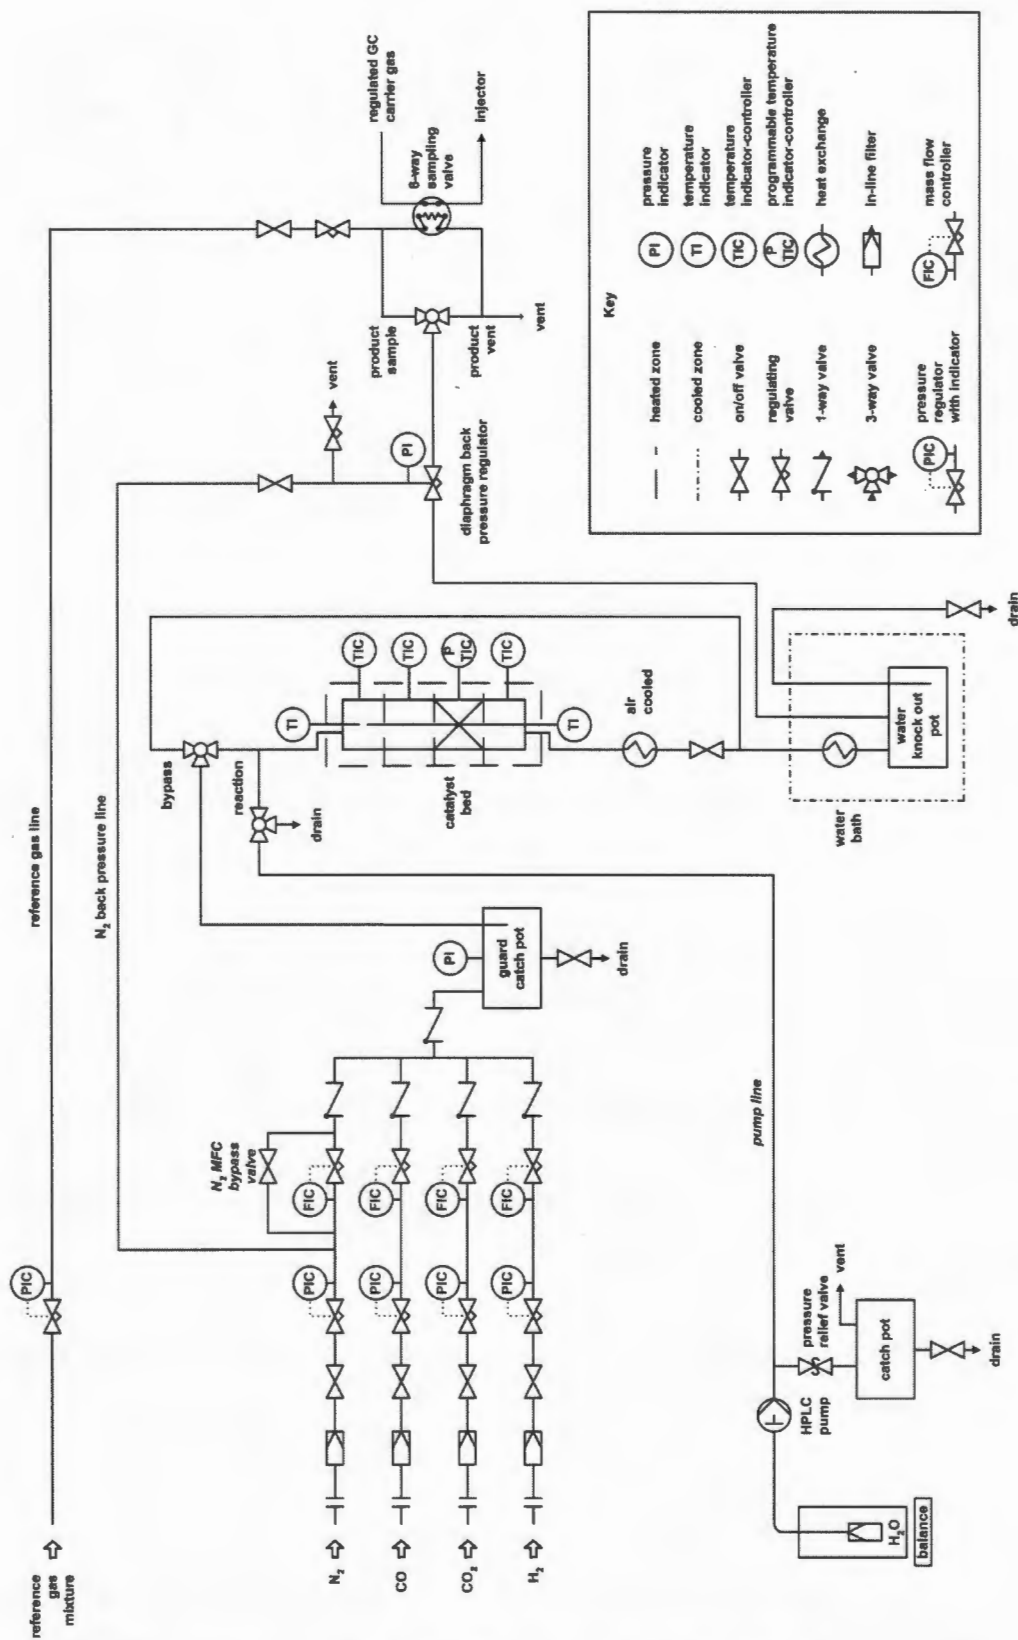 reference
gas
mixture
PIC
reference gas line
N₂ back pressure line
N₂
CO
CO₂
H₂
PIC
PIC
PIC
PIC
N₂ MFC
bypass
valve
FIC
FIC
FIC
FIC
PI
guard
catch pot
drain
bypass
reaction
drain
TI
TIC
TIC
P
TIC
TIC
TI
catalyst
bed
air
cooled
water
bath
water
knock out
pot
drain
vent
PI
diaphragm back
pressure regulator
product
sample
product
vent
vent
6-way
sampling
valve
regulated GC
carrier gas
injector
H₂O
balance
HPLC
pump
pressure
relief valve
vent
catch pot
drain
pump line
Key
heated zone
cooled zone
on/off valve
regulating
valve
1-way valve
3-way valve
PIC
pressure
regulator
with indicator
PI
pressure
indicator
TI
temperature
indicator
TIC
temperature
indicator-controller
P
TIC
programmable temperature
indicator-controller
heat exchange
in-line filter
FIC
mass flow
controller